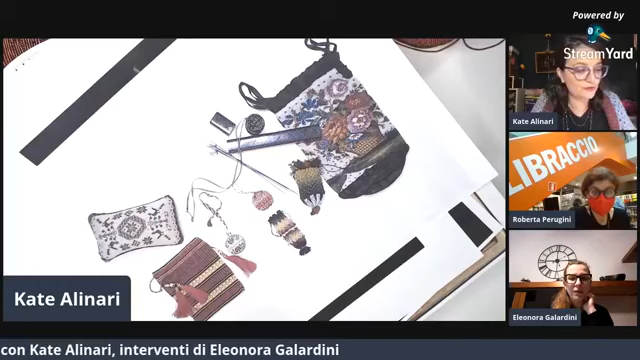 Powered by
StreamYard
Kate Alinari
LIBRACCIO
Roberta Perugini
Eleonora Galardini
Kate Alinari
con Kate Alinari, interventi di Eleonora Galardini